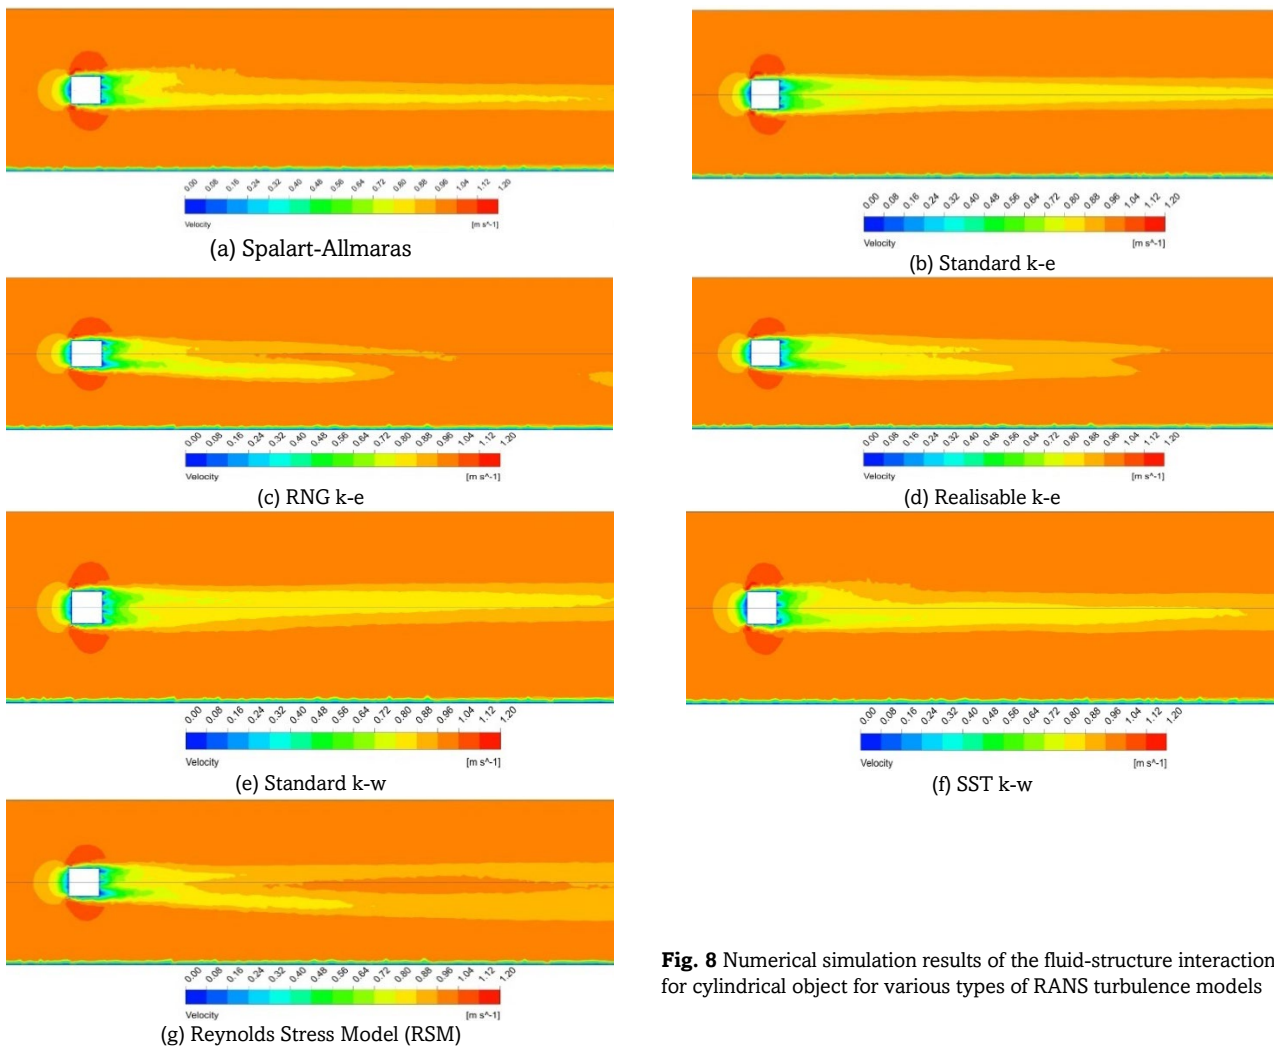 0.00 0.08 0.16 0.24 0.32 0.40 0.48 0.56 0.64 0.72 0.80 0.88 0.96 1.04 1.12 1.20
Velocity [m s^-1]
(a) Spalart-Allmaras
0.00 0.08 0.16 0.24 0.32 0.40 0.48 0.56 0.64 0.72 0.80 0.88 0.96 1.04 1.12 1.20
Velocity [m s^-1]
(b) Standard k-e
0.00 0.08 0.16 0.24 0.32 0.40 0.48 0.56 0.64 0.72 0.80 0.88 0.96 1.04 1.12 1.20
Velocity [m s^-1]
(c) RNG k-e
0.00 0.08 0.16 0.24 0.32 0.40 0.48 0.56 0.64 0.72 0.80 0.88 0.96 1.04 1.12 1.20
Velocity [m s^-1]
(d) Realisable k-e
0.00 0.08 0.16 0.24 0.32 0.40 0.48 0.56 0.64 0.72 0.80 0.88 0.96 1.04 1.12 1.20
Velocity [m s^-1]
(e) Standard k-w
0.00 0.08 0.16 0.24 0.32 0.40 0.48 0.56 0.64 0.72 0.80 0.88 0.96 1.04 1.12 1.20
Velocity [m s^-1]
(f) SST k-w
0.00 0.08 0.16 0.24 0.32 0.40 0.48 0.56 0.64 0.72 0.80 0.88 0.96 1.04 1.12 1.20
Velocity [m s^-1]
(g) Reynolds Stress Model (RSM)
Fig. 8 Numerical simulation results of the fluid-structure interaction
for cylindrical object for various types of RANS turbulence models